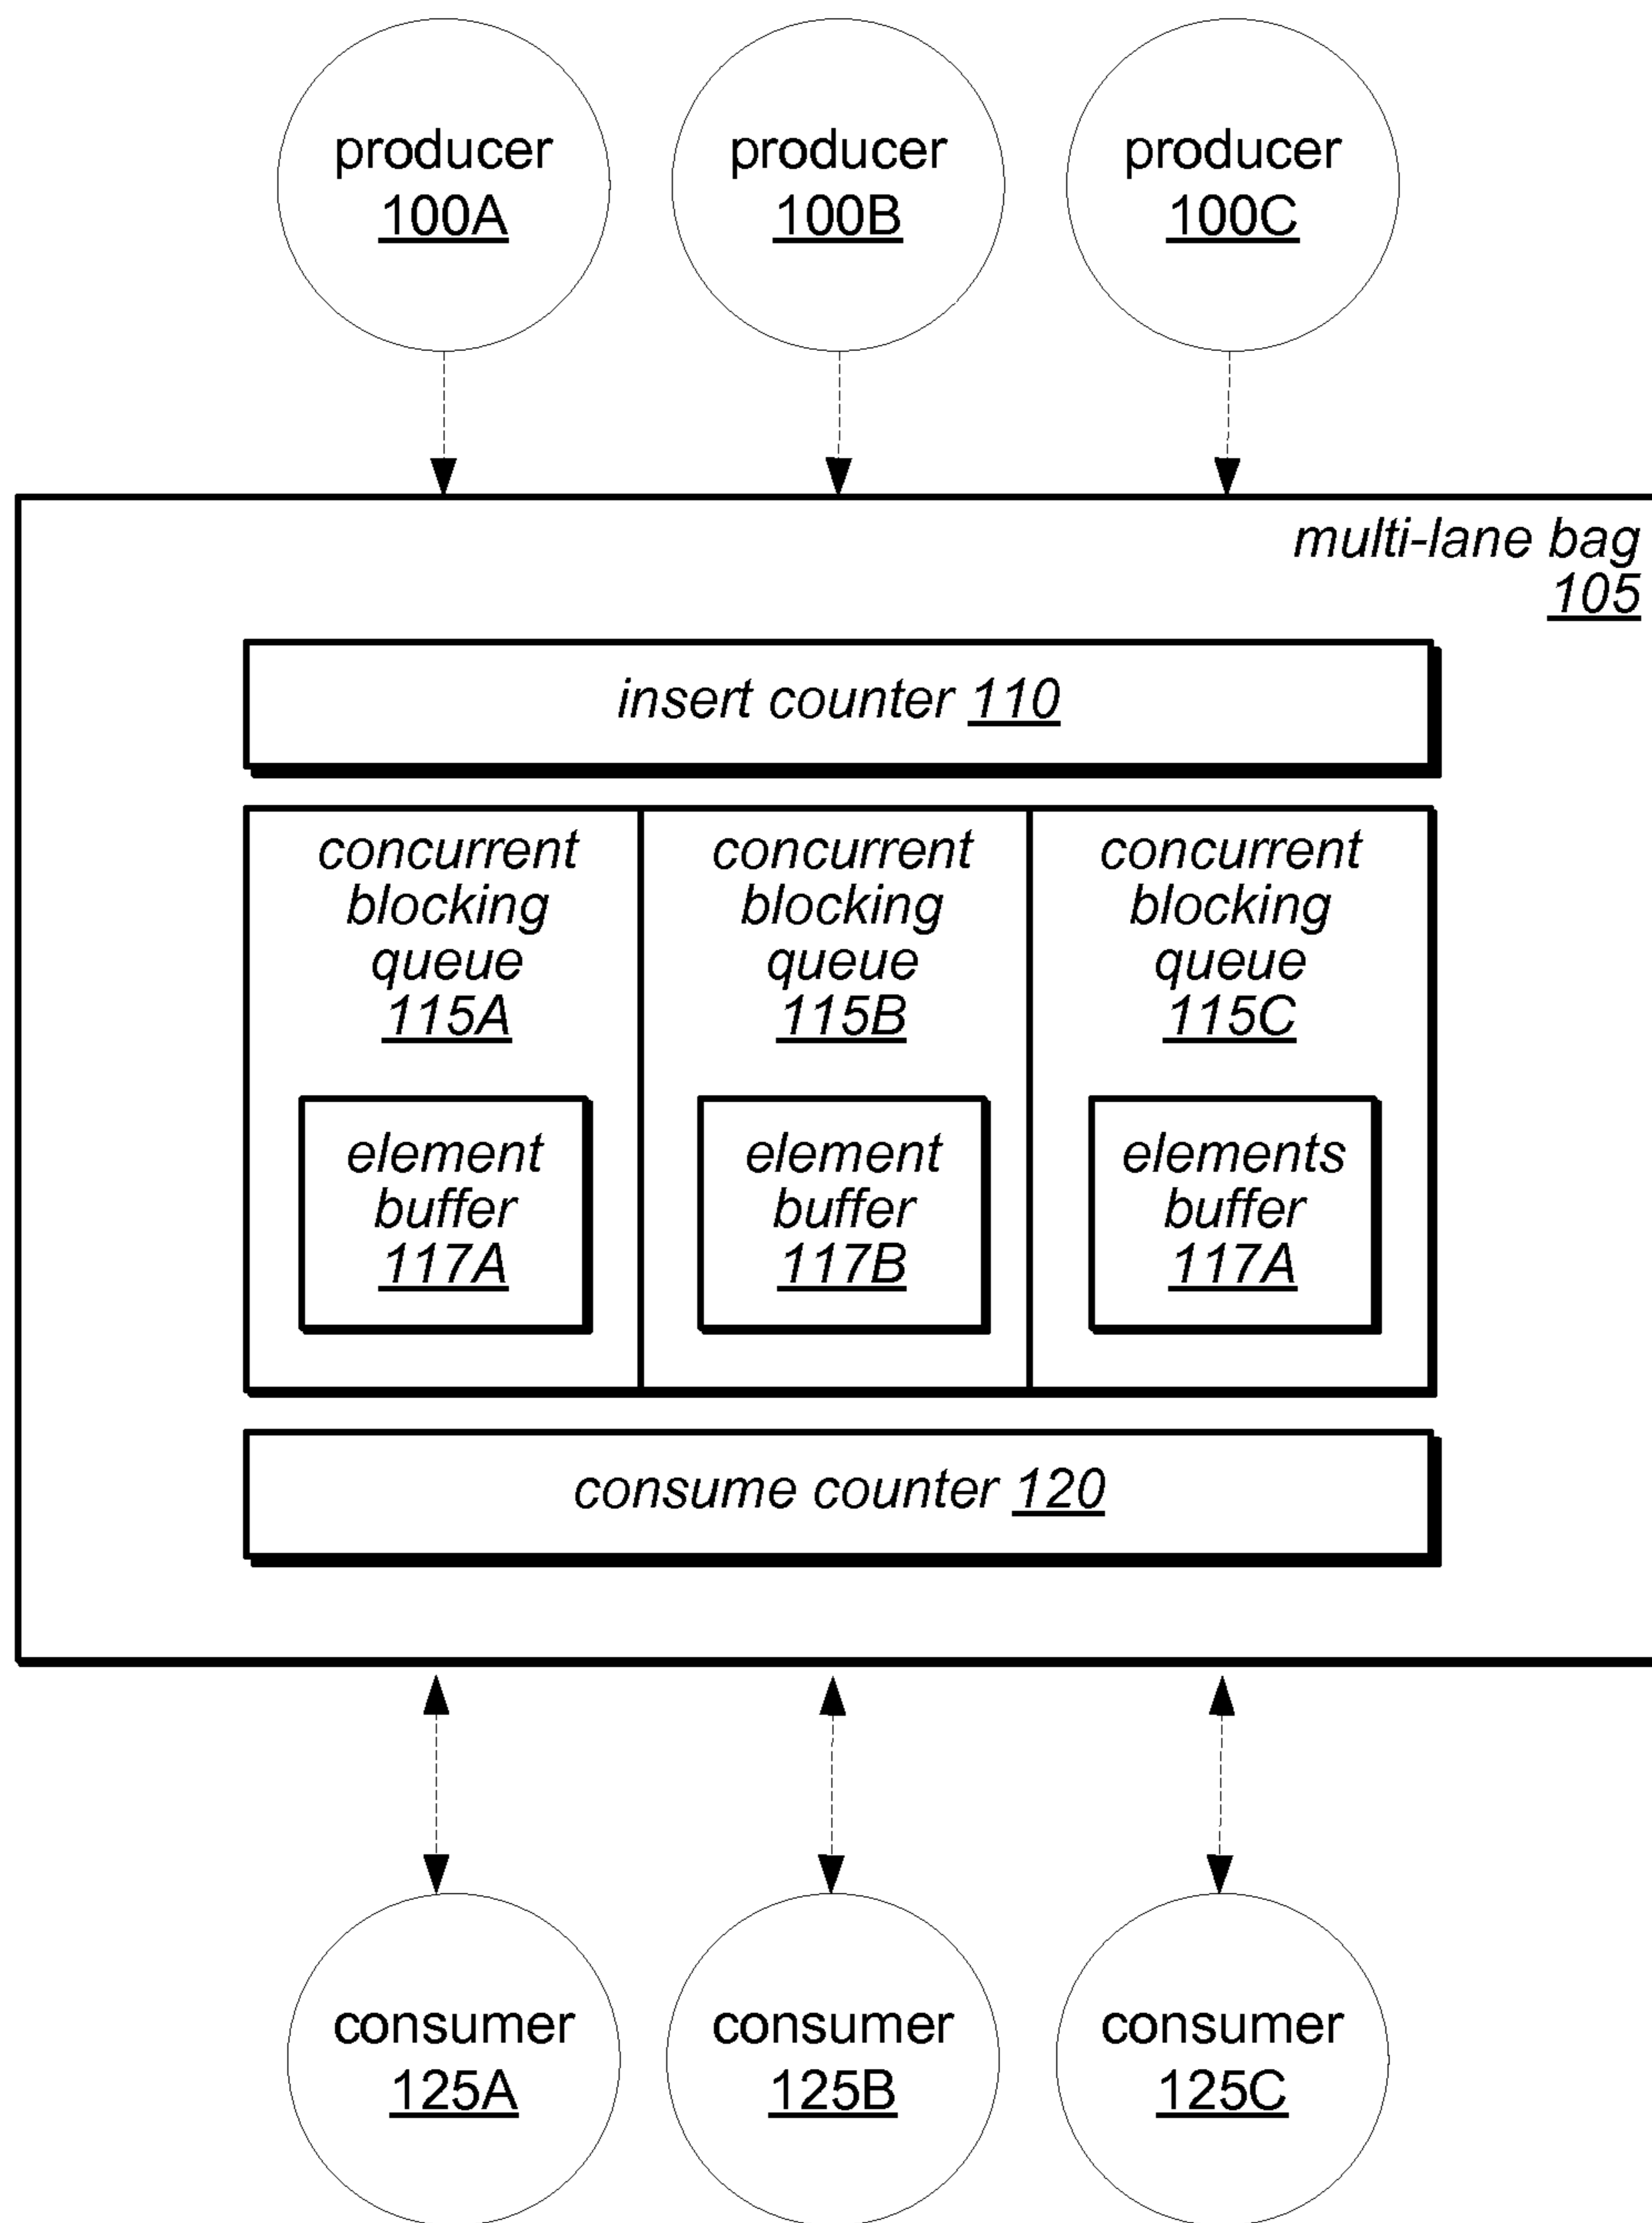 producer
100A
producer
100B
producer
100C
multi-lane bag
105
insert counter 110
concurrent
blocking
queue
115A
concurrent
blocking
queue
115B
concurrent
blocking
queue
115C
element
buffer
117A
element
buffer
117B
elements
buffer
117A
consume counter 120
consumer
125A
consumer
125B
consumer
125C